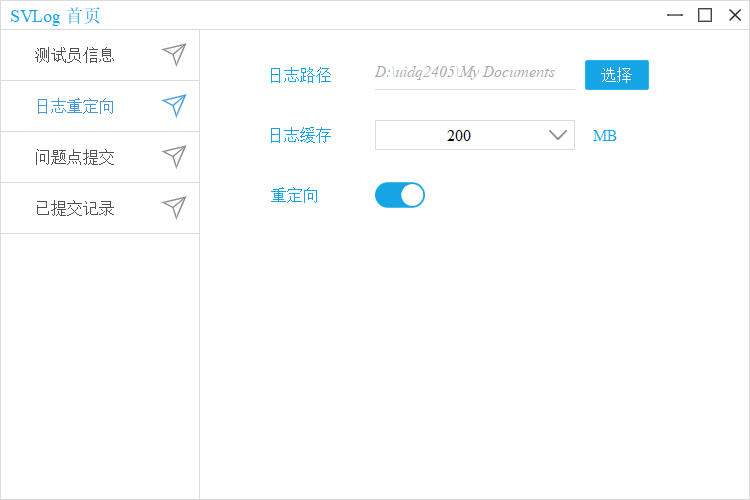 SVLog 首页
测试员信息
日志重定向
问题点提交
已提交记录
日志路径 D:\uidq2405\My Documents 选择
日志缓存 200 MB
重定向